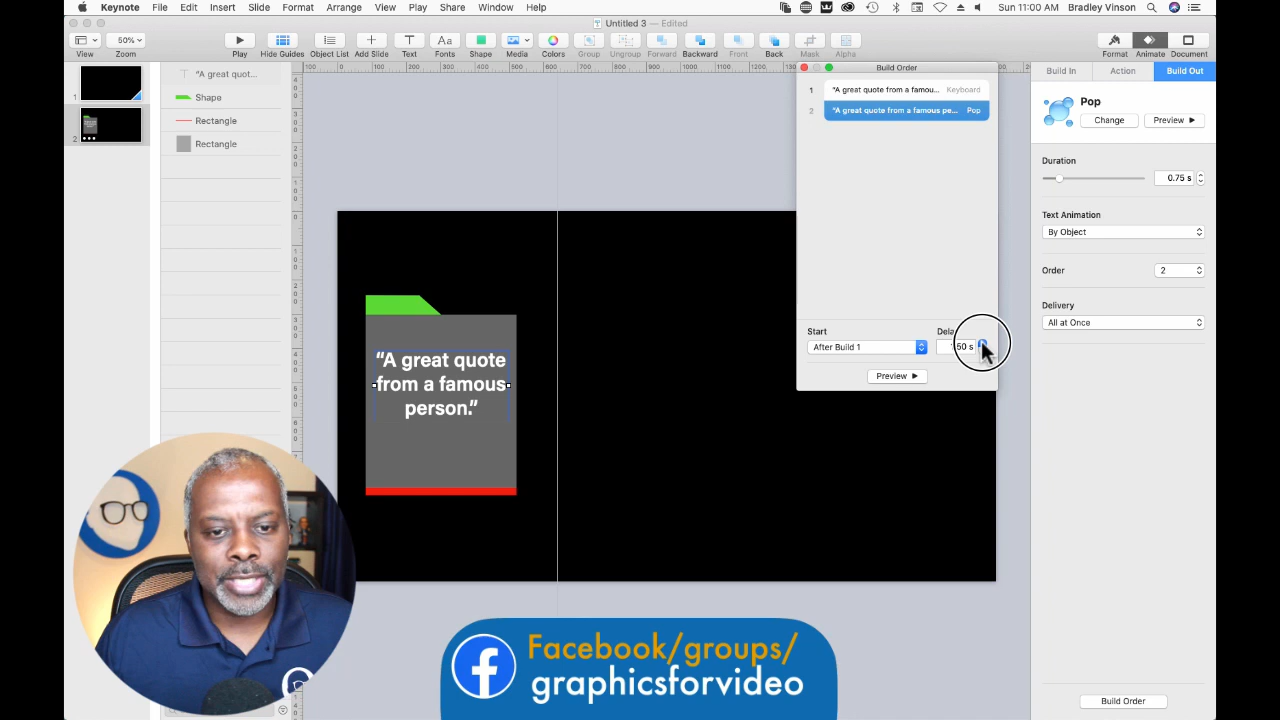 Keynote File Edit Insert Slide Format Arrange View Play Share Window Help Sun 11:00 AM Bradley Vinson
Untitled 3 — Edited
50%
View Zoom Play Hide Guides Object List Add Slide Text Fonts Shape Media Colors Group Ungroup Forward Backward Front Back Mask Alpha Format Animate Document
"A great quot...
Shape
Rectangle
Rectangle
1
2
Build Order
1 "A great quote from a famou... Keyboard
2 "A great quote from a famous pe... Pop
Start
After Build 1
50 s
Preview
Build In Action Build Out
Pop
Change Preview
Duration
0.75 s
Text Animation
By Object
Order 2
Delivery
All at Once
Build Order
"A great quote
from a famous
person."
Facebook/groups/
graphicsforvideo